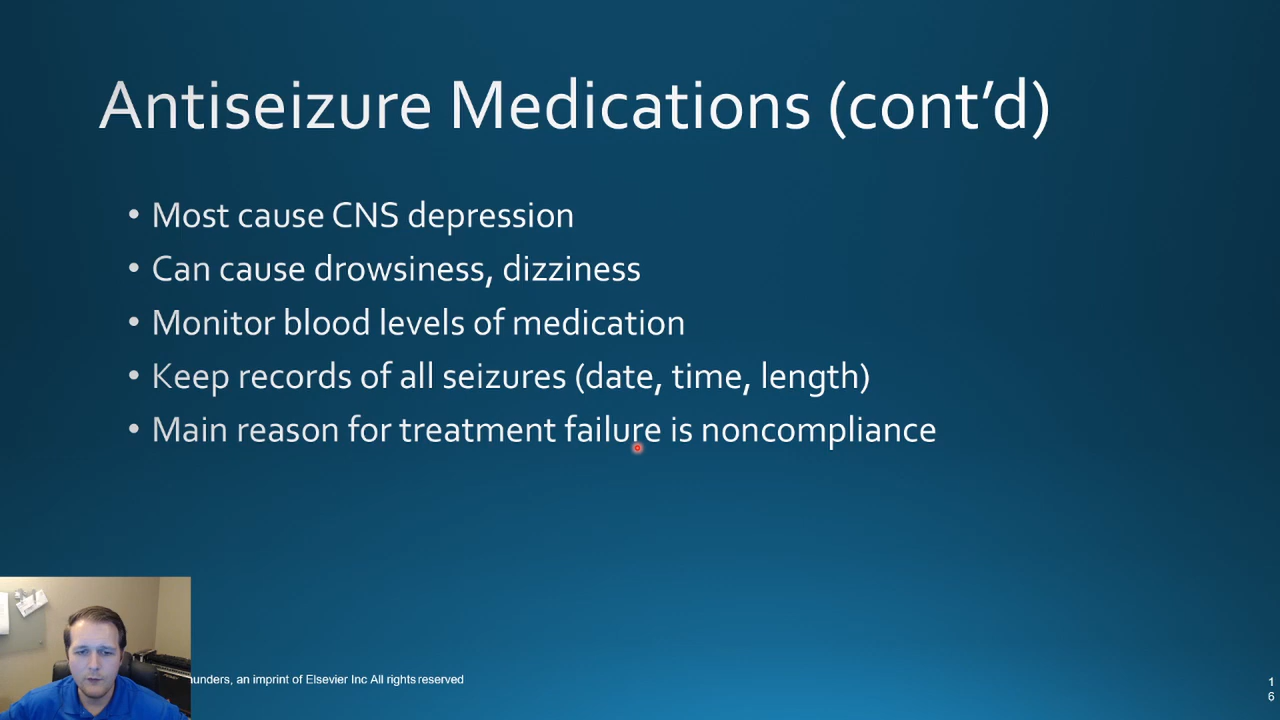 Antiseizure Medications (cont’d)
• Most cause CNS depression
• Can cause drowsiness, dizziness
• Monitor blood levels of medication
• Keep records of all seizures (date, time, length)
• Main reason for treatment failure is noncompliance
an imprint of Elsevier Inc All rights reserved
1
6